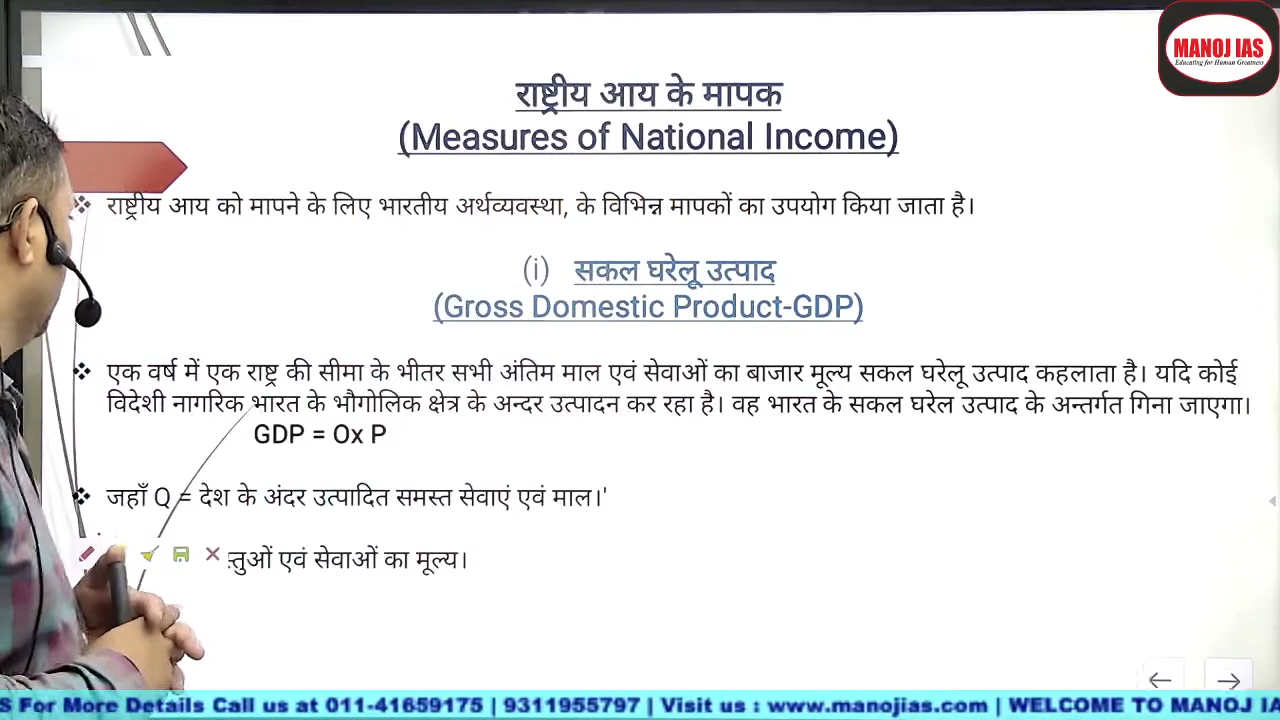 MANOJ IAS
Educating for Human Greatness
राष्ट्रीय आय के मापक
(Measures of National Income)
❖ राष्ट्रीय आय को मापने के लिए भारतीय अर्थव्यवस्था, के विभिन्न मापकों का उपयोग किया जाता है।
(i) सकल घरेलू उत्पाद
(Gross Domestic Product-GDP)
❖ एक वर्ष में एक राष्ट्र की सीमा के भीतर सभी अंतिम माल एवं सेवाओं का बाजार मूल्य सकल घरेलू उत्पाद कहलाता है। यदि कोई
विदेशी नागरिक भारत के भौगोलिक क्षेत्र के अन्दर उत्पादन कर रहा है। वह भारत के सकल घरेल उत्पाद के अन्तर्गत गिना जाएगा।
GDP = Ox P
❖ जहाँ Q = देश के अंदर उत्पादित समस्त सेवाएं एवं माल।'
एवं सेवाओं का मूल्य।
S For More Details Call us at 011-41659175 | 9311955797 | Visit us : www.manojias.com | WELCOME TO MANOJ IA